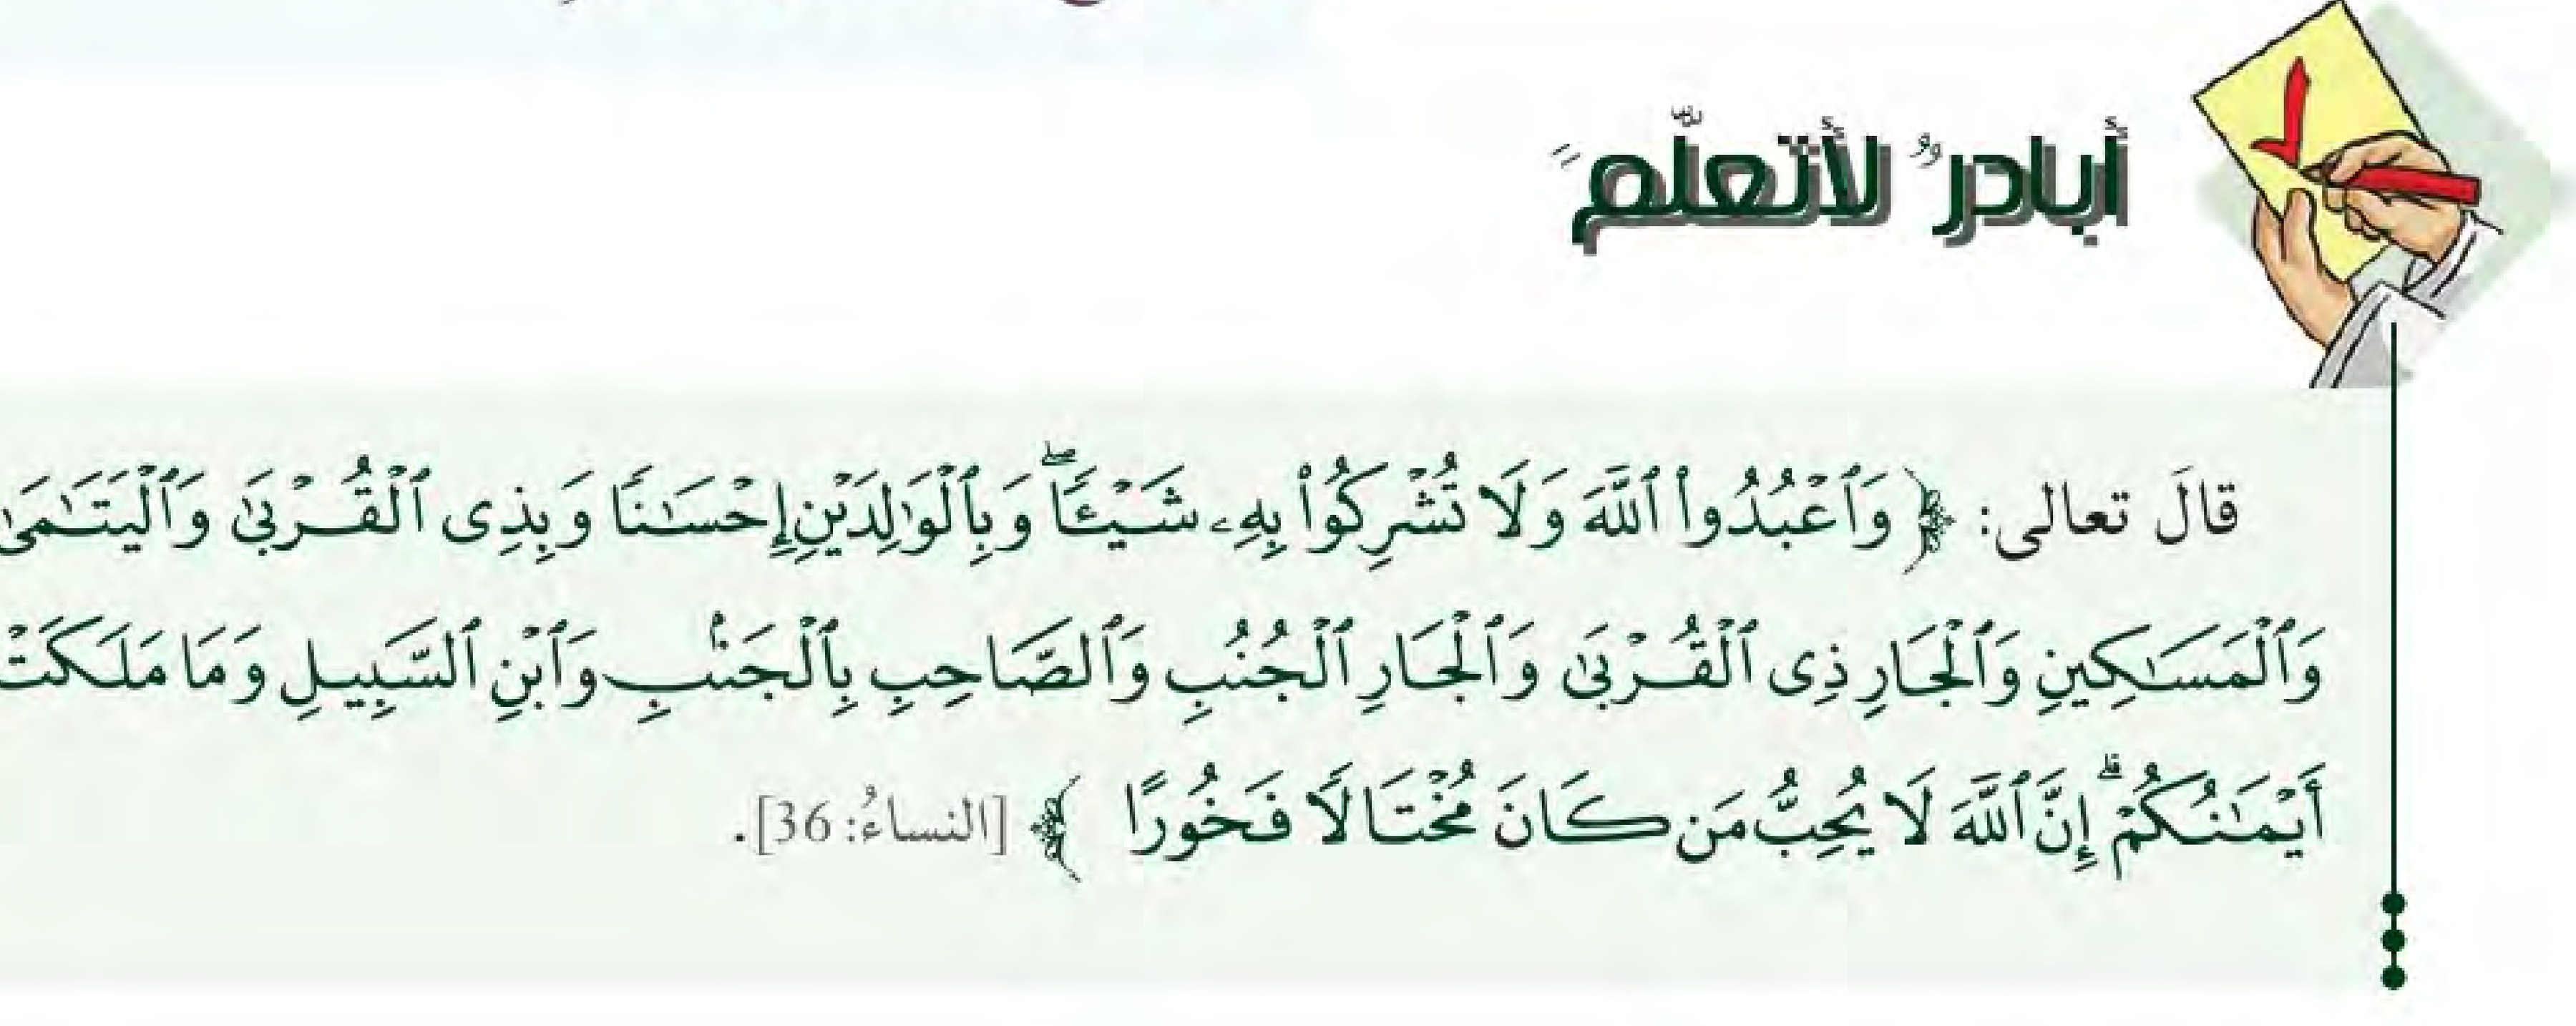 أُبادرُ لأتعلَّمَ
قالَ تعالى: ﴿ وَٱعْبُدُوا۟ ٱللَّهَ وَلَا تُشْرِكُوا۟ بِهِۦ شَيْـًٔا ۖ وَبِٱلْوَٰلِدَيْنِ إِحْسَـٰنًا وَبِذِى ٱلْقُرْبَىٰ وَٱلْيَتَـٰمَىٰ
وَٱلْمَسَـٰكِينِ وَٱلْجَارِ ذِى ٱلْقُرْبَىٰ وَٱلْجَارِ ٱلْجُنُبِ وَٱلصَّاحِبِ بِٱلْجَنۢبِ وَٱبْنِ ٱلسَّبِيلِ وَمَا مَلَكَتْ
أَيْمَـٰنُكُمْ ۗ إِنَّ ٱللَّهَ لَا يُحِبُّ مَن كَانَ مُخْتَالًا فَخُورًا ﴾ [النساءُ: 36].